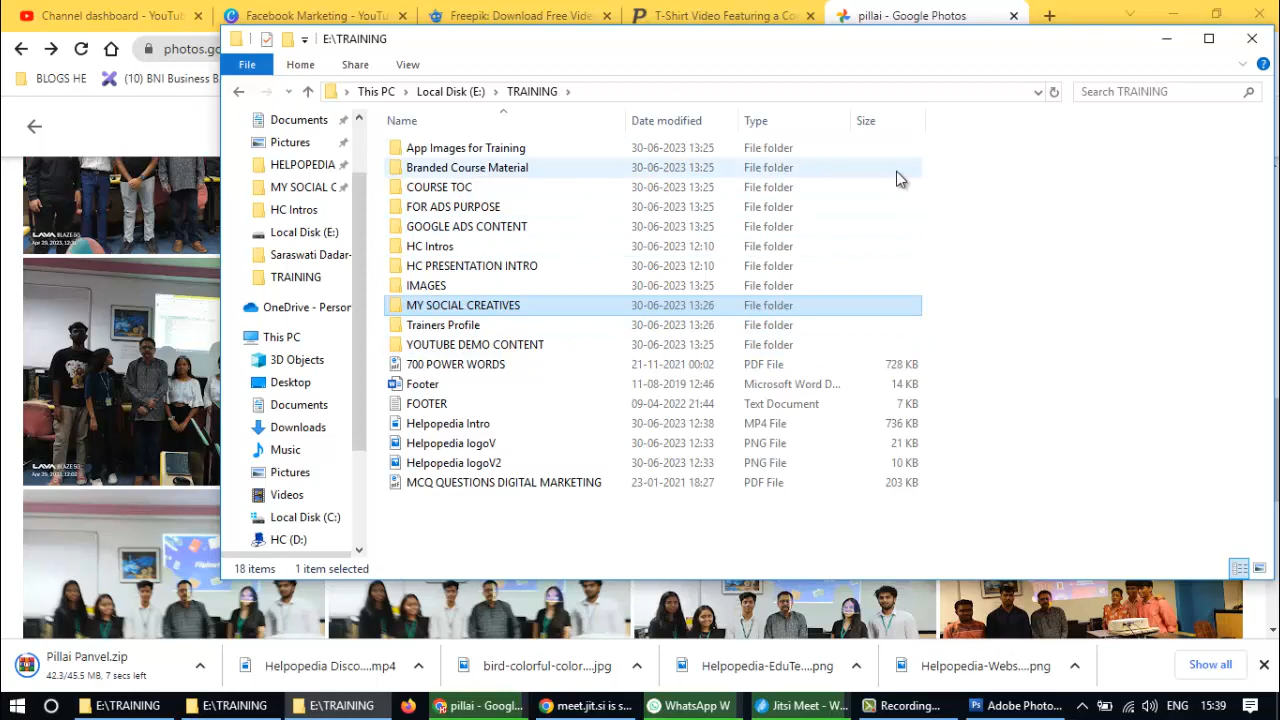 Channel dashboard - YouTu
Facebook Marketing - YouTu
Freepik: Download Free Vide
T-Shirt Video Featuring a Co
pillai - Google Photos
photos.go
BLOGS HE
(10) BNI Business B
E:\TRAINING
File
Home
Share
View
This PC
Local Disk (E:)
TRAINING
Search TRAINING
Name
Date modified
Type
Size
Documents
Pictures
HELPOPEDIA
MY SOCIAL C
HC Intros
Local Disk (E:)
Saraswati Dadar-
TRAINING
OneDrive - Person
This PC
3D Objects
Desktop
Documents
Downloads
Music
Pictures
Videos
Local Disk (C:)
HC (D:)
App Images for Training 30-06-2023 13:25 File folder
Branded Course Material 30-06-2023 13:25 File folder
COURSE TOC 30-06-2023 13:25 File folder
FOR ADS PURPOSE 30-06-2023 13:25 File folder
GOOGLE ADS CONTENT 30-06-2023 13:25 File folder
HC Intros 30-06-2023 12:10 File folder
HC PRESENTATION INTRO 30-06-2023 12:10 File folder
IMAGES 30-06-2023 13:25 File folder
MY SOCIAL CREATIVES 30-06-2023 13:26 File folder
Trainers Profile 30-06-2023 13:26 File folder
YOUTUBE DEMO CONTENT 30-06-2023 13:25 File folder
700 POWER WORDS 21-11-2021 00:02 PDF File 728 KB
Footer 11-08-2019 12:46 Microsoft Word D... 14 KB
FOOTER 09-04-2022 21:44 Text Document 7 KB
Helpopedia Intro 30-06-2023 12:38 MP4 File 736 KB
Helpopedia logoV 30-06-2023 12:33 PNG File 21 KB
Helpopedia logoV2 30-06-2023 12:33 PNG File 10 KB
MCQ QUESTIONS DIGITAL MARKETING 23-01-2021 18:27 PDF File 203 KB
18 items 1 item selected
LAVA BLAZE 5G
LAVA BLAZE 5G
Pillai Panvel.zip
42.3/45.5 MB, 7 secs left
Helpopedia Disco....mp4
bird-colorful-color....jpg
Helpopedia-EduTe....png
Helpopedia-Webs....png
Show all
E:\TRAINING
E:\TRAINING
E:\TRAINING
pillai - Googl...
meet.jit.si is s...
WhatsApp W
Jitsi Meet - W...
Recording...
Adobe Photo...
ENG
15:39